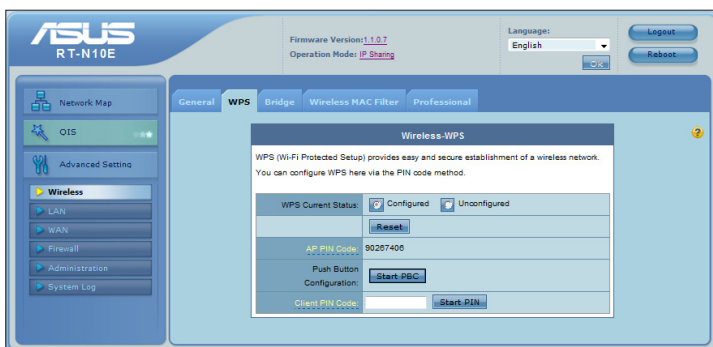 ASUS
RT-N10E
Firmware Version:1.1.0.7
Operation Mode: IP Sharing
Language:
English
OK
Logout
Reboot
Network Map
QIS
Advanced Setting
Wireless
LAN
WAN
Firewall
Administration
System Log
General WPS Bridge Wireless MAC Filter Professional
Wireless-WPS
WPS (Wi-Fi Protected Setup) provides easy and secure establishment of a wireless network.
You can configure WPS here via the PIN code method.
WPS Current Status: Configured Unconfigured
Reset
AP PIN Code: 90267406
Push Button
Configuration: Start PBC
Client PIN Code: Start PIN
?